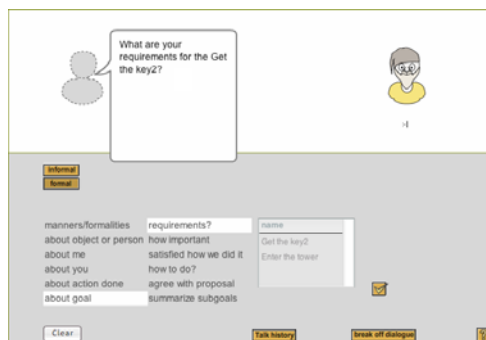 What are your
requirements for the Get
the key2?
:-|
informal
formal
manners/formalities
about object or person
about me
about you
about action done
about goal
requirements?
how important
satisfied how we did it
how to do?
agree with proposal
summarize subgoals
name
Get the key2
Enter the tower
Clear
Talk history
break off dialogue